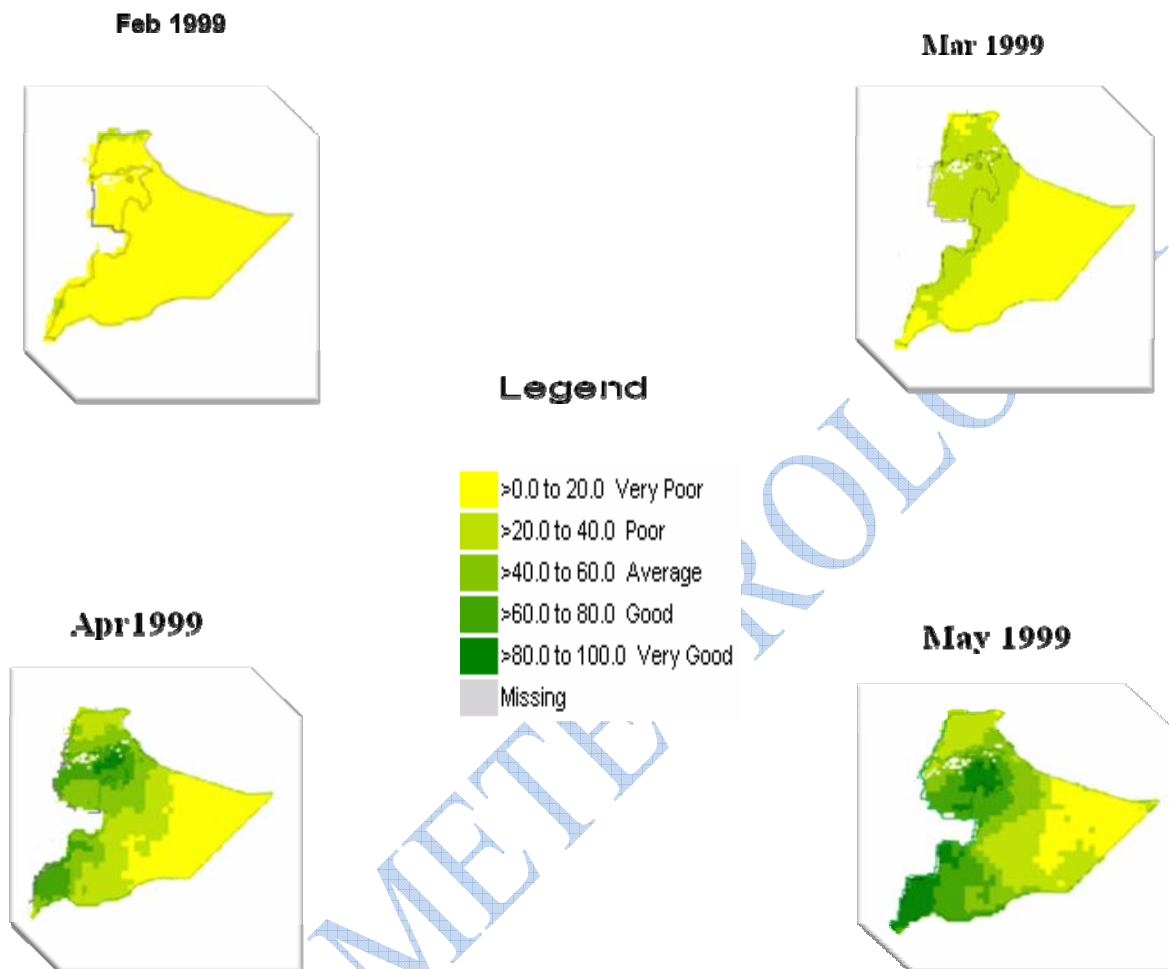 Feb 1999
Mar 1999
Legend
>0.0 to 20.0 Very Poor
>20.0 to 40.0 Poor
>40.0 to 60.0 Average
>60.0 to 80.0 Good
>80.0 to 100.0 Very Good
Missing
Apr1999
May 1999
METE ROLO